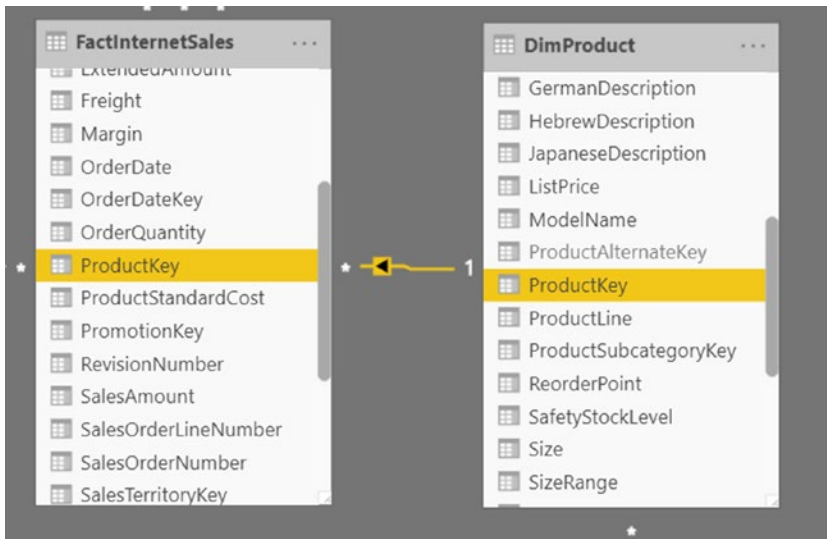 FactInternetSales ...
ExtendedAmount
Freight
Margin
OrderDate
OrderDateKey
OrderQuantity
ProductKey
ProductStandardCost
PromotionKey
RevisionNumber
SalesAmount
SalesOrderLineNumber
SalesOrderNumber
SalesTerritoryKey
* * 1
DimProduct ...
GermanDescription
HebrewDescription
JapaneseDescription
ListPrice
ModelName
ProductAlternateKey
ProductKey
ProductLine
ProductSubcategoryKey
ReorderPoint
SafetyStockLevel
Size
SizeRange
*